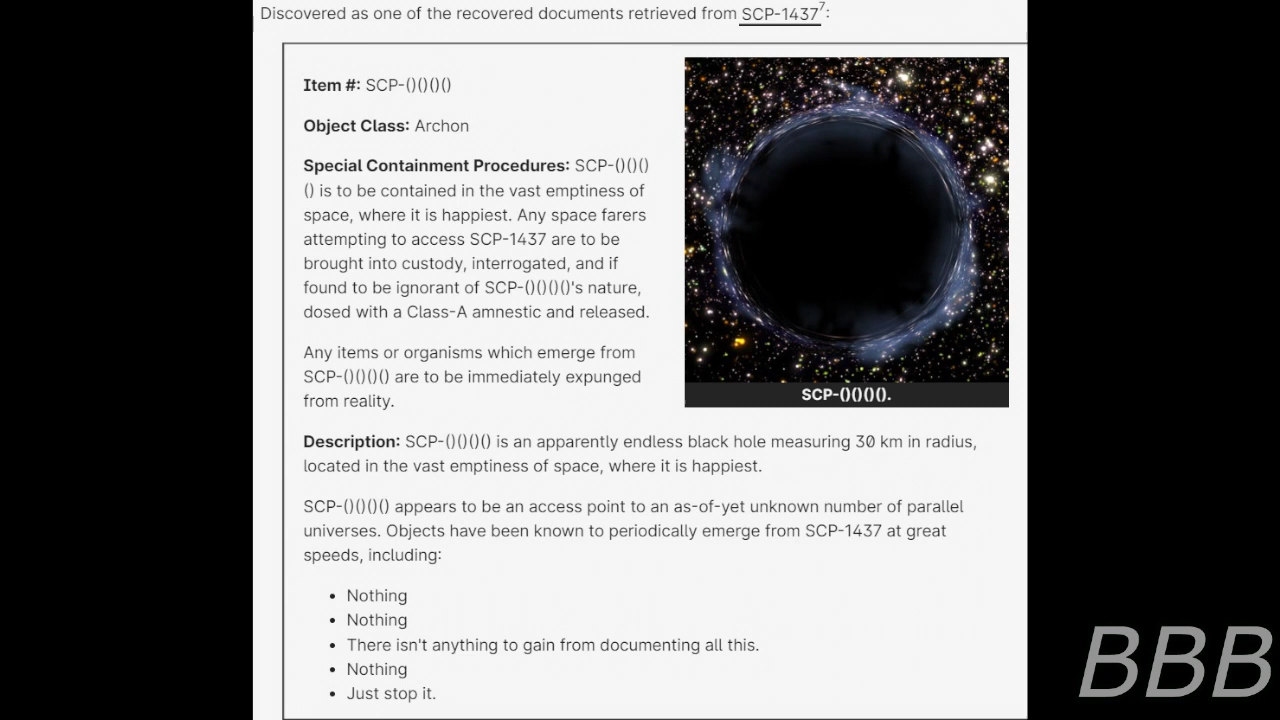 Discovered as one of the recovered documents retrieved from SCP-1437⁷:
Item #: SCP-()()()()
Object Class: Archon
Special Containment Procedures: SCP-()()()
() is to be contained in the vast emptiness of
space, where it is happiest. Any space farers
attempting to access SCP-1437 are to be
brought into custody, interrogated, and if
found to be ignorant of SCP-()()()()'s nature,
dosed with a Class-A amnestic and released.
Any items or organisms which emerge from
SCP-()()()() are to be immediately expunged
from reality.
SCP-()()()().
Description: SCP-()()()() is an apparently endless black hole measuring 30 km in radius,
located in the vast emptiness of space, where it is happiest.
SCP-()()()() appears to be an access point to an as-of-yet unknown number of parallel
universes. Objects have been known to periodically emerge from SCP-1437 at great
speeds, including:
• Nothing
• Nothing
• There isn't anything to gain from documenting all this.
• Nothing
• Just stop it.
BBB